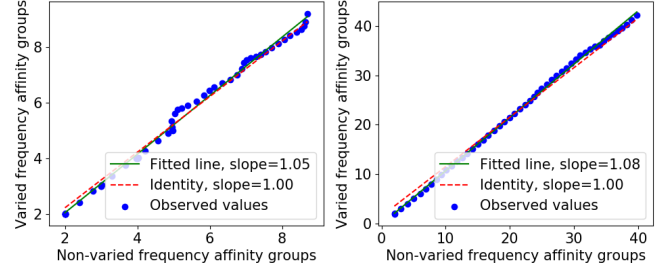 Varied frequency affinity groups
8
6
4
2
Fitted line, slope=1.05
Identity, slope=1.00
Observed values
2
4
6
8
Non-varied frequency affinity groups
Varied frequency affinity groups
40
30
20
10
0
Fitted line, slope=1.08
Identity, slope=1.00
Observed values
0
10
20
30
40
Non-varied frequency affinity groups